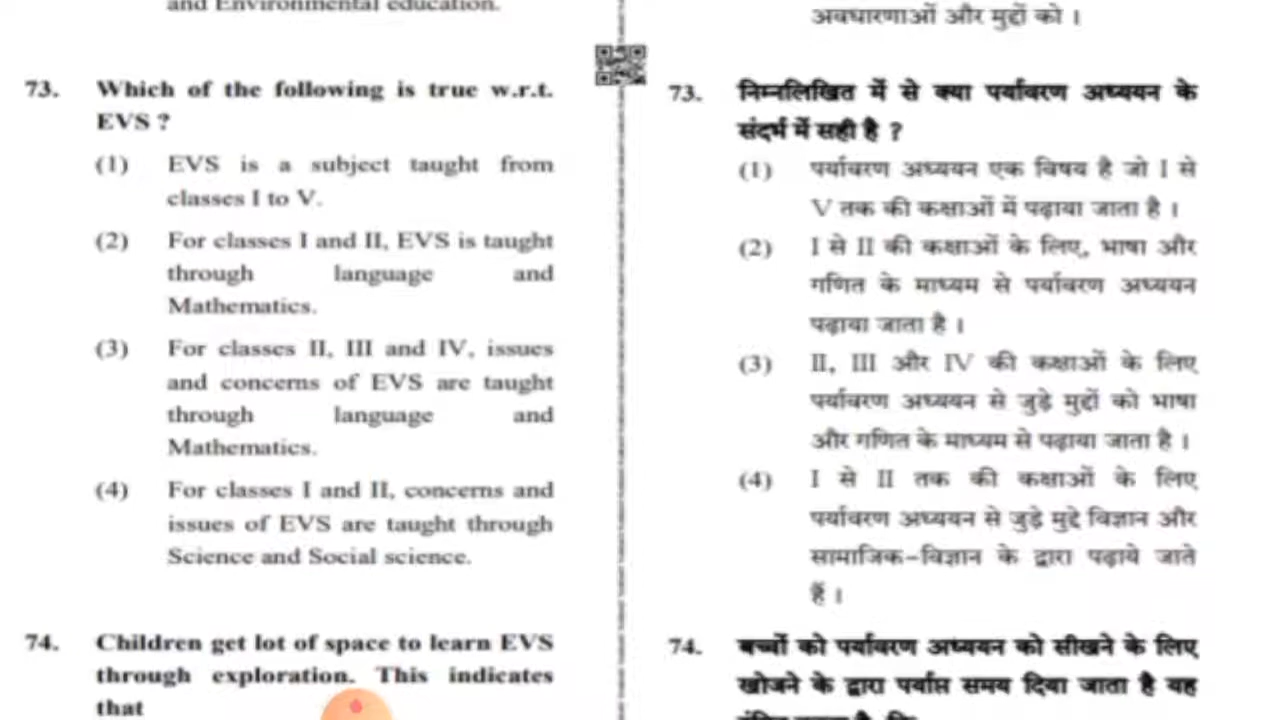 and Environmental education.
73. Which of the following is true w.r.t.
EVS ?
(1) EVS is a subject taught from
classes I to V.
(2) For classes I and II, EVS is taught
through language and
Mathematics.
(3) For classes II, III and IV, issues
and concerns of EVS are taught
through language and
Mathematics.
(4) For classes I and II, concerns and
issues of EVS are taught through
Science and Social science.
74. Children get lot of space to learn EVS
through exploration. This indicates
that
अवधारणाओं और मुद्दों को ।
73. निम्नलिखित में से क्या पर्यावरण अध्ययन के
संदर्भ में सही है ?
(1) पर्यावरण अध्ययन एक विषय है जो I से
V तक की कक्षाओं में पढ़ाया जाता है ।
(2) I से II की कक्षाओं के लिए, भाषा और
गणित के माध्यम से पर्यावरण अध्ययन
पढ़ाया जाता है ।
(3) II, III और IV की कक्षाओं के लिए
पर्यावरण अध्ययन से जुड़े मुद्दों को भाषा
और गणित के माध्यम से पढ़ाया जाता है ।
(4) I से II तक की कक्षाओं के लिए
पर्यावरण अध्ययन से जुड़े मुद्दे विज्ञान और
सामाजिक-विज्ञान के द्वारा पढ़ाये जाते
हैं ।
74. बच्चों को पर्यावरण अध्ययन को सीखने के लिए
खोजने के द्वारा पर्याप्त समय दिया जाता है यह